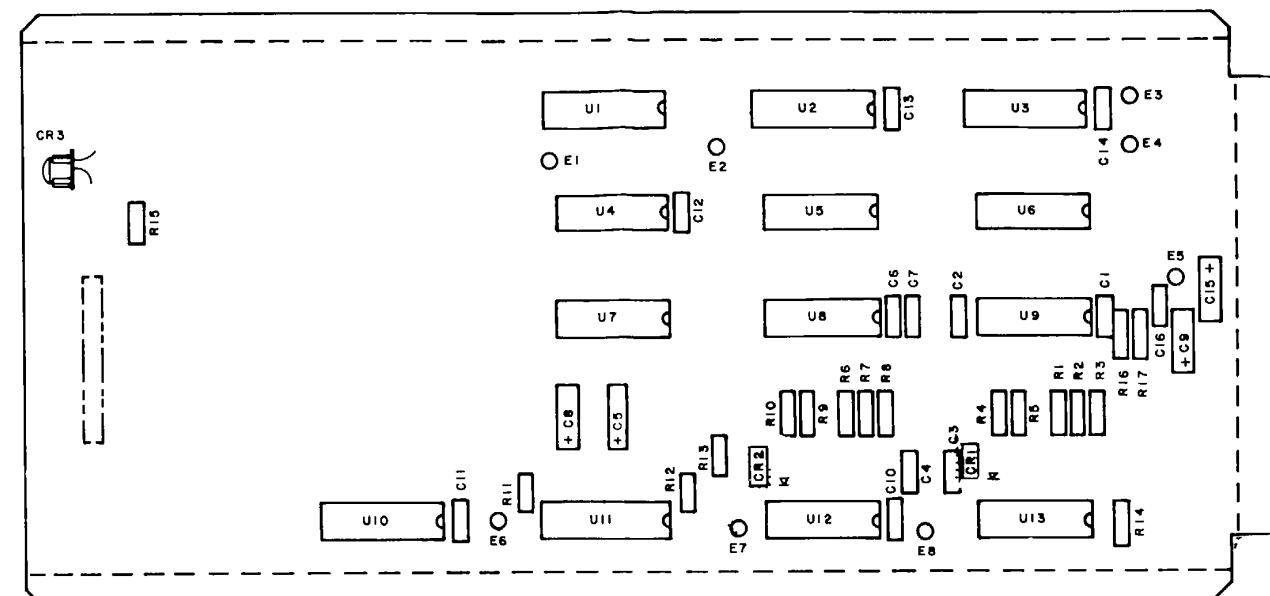 U1
U2
C13
U3
C14
E3
E4
CR3
E1
E2
R15
U4
C12
U5
U6
E5
C15 +
U7
U8
C6
C7
C2
U9
C1
R16
R17
C16
+ C9
+ C8
+ C5
R10
R9
R6
R7
R8
R4
R5
R1
R2
R3
R13
CR2
C4
C3
CR1
U10
C11
E6
R11
U11
R12
E7
U12
C10
E8
U13
R14